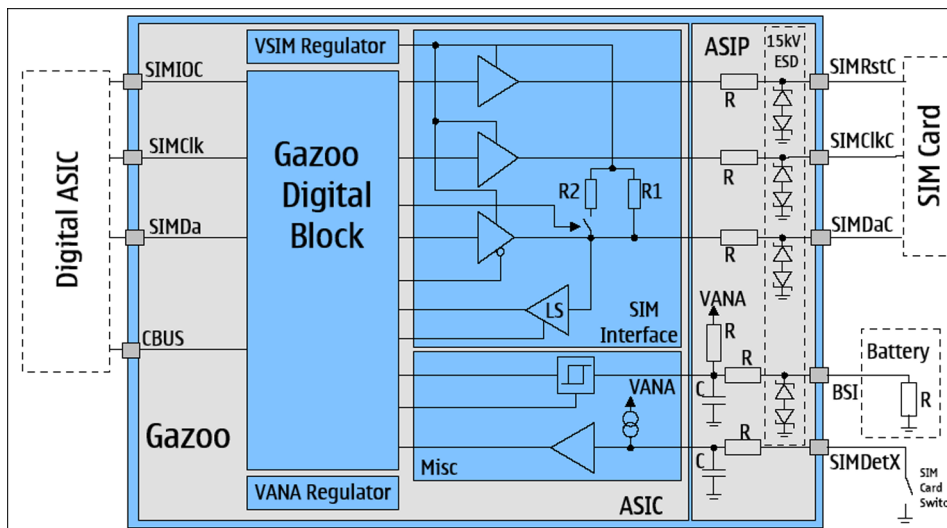 VSIM Regulator
ASIP
15kV
ESD
SIMIOC
SIMRstC
R
SIMClk
SIMClkC
R
Gazoo
Digital
Block
Digital ASIC
SIM Card
R2
R1
SIMDa
SIMDaC
R
LS
SIM
Interface
VANA
R
CBUS
R
Battery
C
BSI
R
VANA
Gazoo
R
C
SIMDetX
Misc
VANA Regulator
ASIC
SIM
Card
Switc